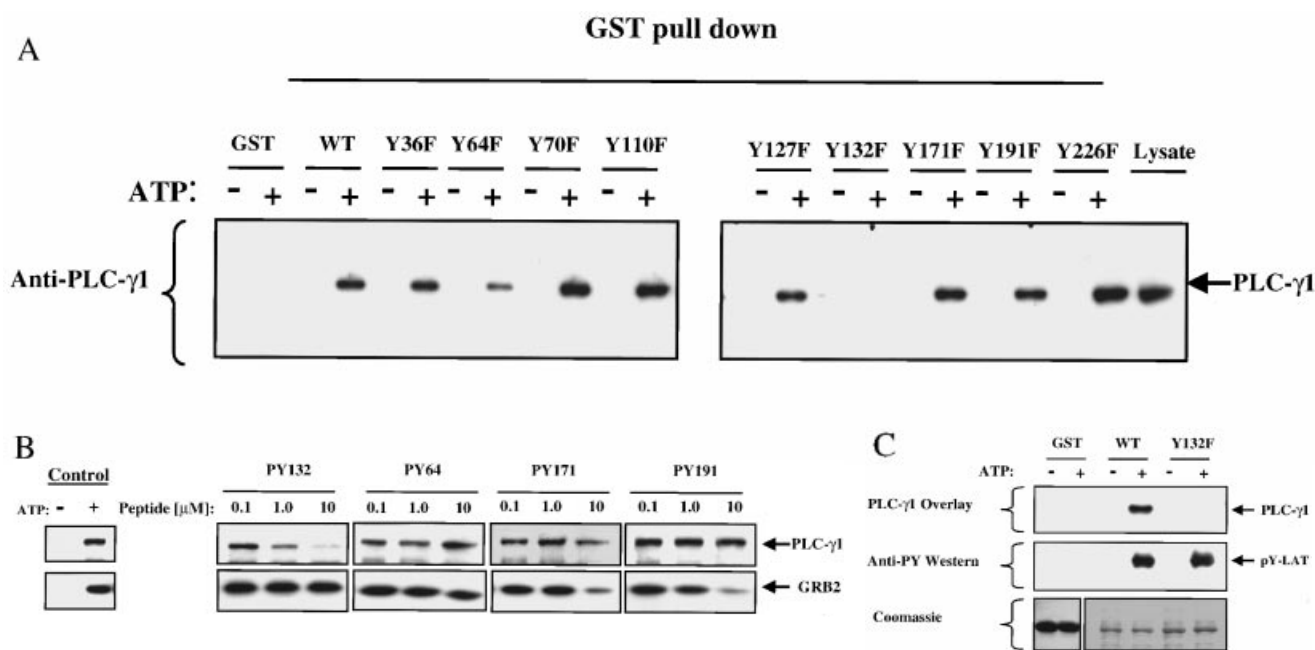 GST pull down
A
GST WT Y36F Y64F Y70F Y110F
Y127F Y132F Y171F Y191F Y226F Lysate
ATP: - + - + - + - + - + - +
- + - + - + - + - +
Anti-PLC-γ1
PLC-γ1
B
Control
PY132 PY64 PY171 PY191
ATP: - + Peptide [μM]: 0.1 1.0 10 0.1 1.0 10 0.1 1.0 10 0.1 1.0 10
PLC-γ1
GRB2
C
GST WT Y132F
ATP: - + - + - +
PLC-γ1 Overlay
PLC-γ1
Anti-PY Western
pY-LAT
Coomassie